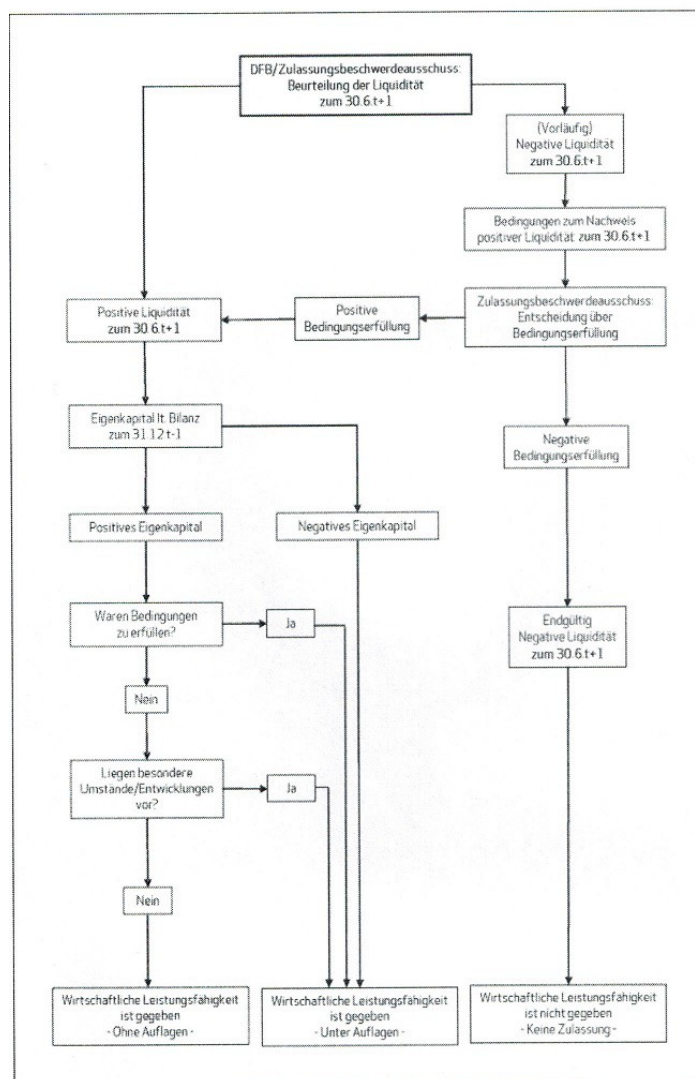 DFB/Zulassungsbeschwerdeausschuss:
Beurteilung der Liquidität
zum 30.6.t+1
(Vorläufig)
Negative Liquidität
zum 30.6.t+1
Bedingungen zum Nachweis
positiver Liquidität zum 30.6.t+1
Positive Liquidität
zum 30.6.t+1
Positive
Bedingungserfüllung
Zulassungsbeschwerdeausschuss:
Entscheidung über
Bedingungserfüllung
Eigenkapital lt. Bilanz
zum 31.12.t-1
Negative
Bedingungserfüllung
Positives Eigenkapital
Negatives Eigenkapital
Waren Bedingungen
zu erfüllen?
Ja
Endgültig
Negative Liquidität
zum 30.6.t+1
Nein
Liegen besondere
Umstände/Entwicklungen
vor?
Ja
Nein
Wirtschaftliche Leistungsfähigkeit
ist gegeben
- Ohne Auflagen -
Wirtschaftliche Leistungsfähigkeit
ist gegeben
- Unter Auflagen -
Wirtschaftliche Leistungsfähigkeit
ist nicht gegeben
- Keine Zulassung -